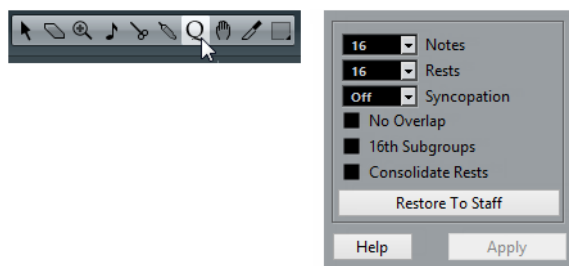 Q
16 Notes
16 Rests
Off Syncopation
No Overlap
16th Subgroups
Consolidate Rests
Restore To Staff
Help Apply